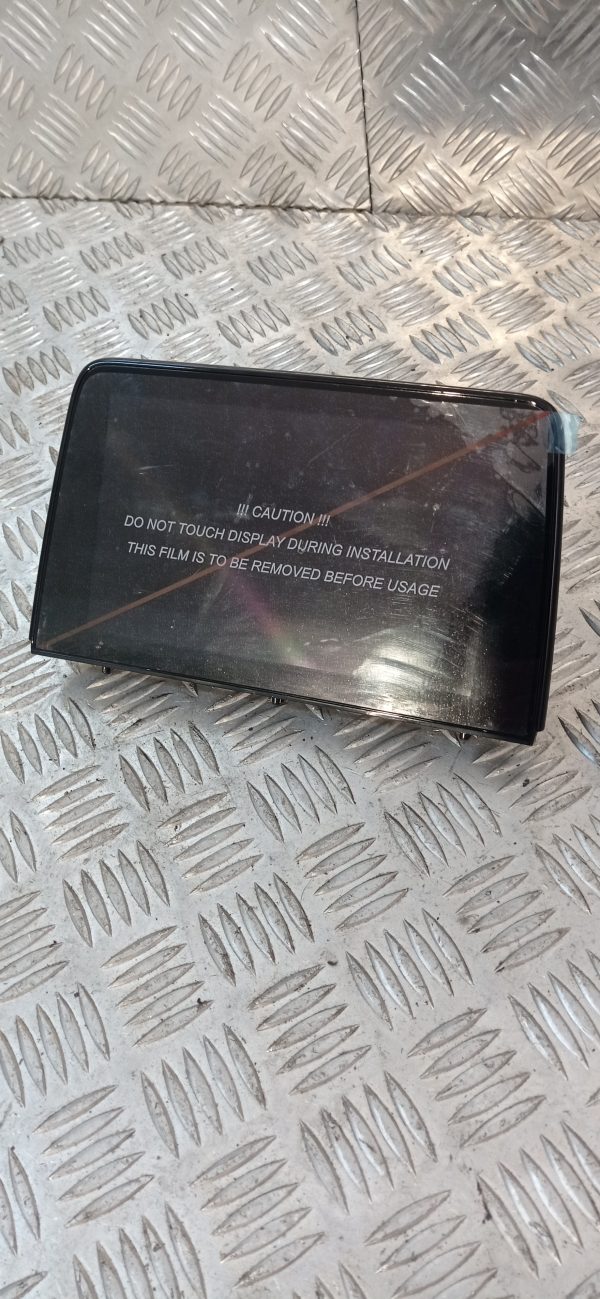 !!! CAUTION !!!
DO NOT TOUCH DISPLAY DURING INSTALLATION
THIS FILM IS TO BE REMOVED BEFORE USAGE